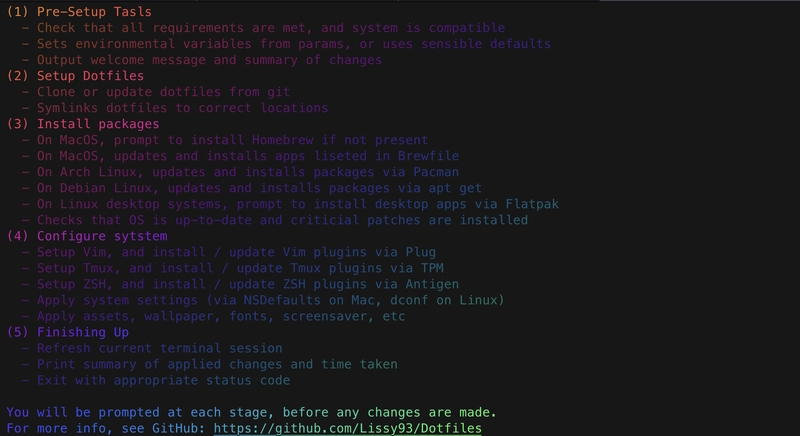 (1) Pre-Setup Tasls
- Check that all requirements are met, and system is compatible
- Sets environmental variables from params, or uses sensible defaults
- Output welcome message and summary of changes
(2) Setup Dotfiles
- Clone or update dotfiles from git
- Symlinks dotfiles to correct locations
(3) Install packages
- On MacOS, prompt to install Homebrew if not present
- On MacOS, updates and installs apps liseted in Brewfile
- On Arch Linux, updates and installs packages via Pacman
- On Debian Linux, updates and installs packages via apt get
- On Linux desktop systems, prompt to install desktop apps via Flatpak
- Checks that OS is up-to-date and criticial patches are installed
(4) Configure sytstem
- Setup Vim, and install / update Vim plugins via Plug
- Setup Tmux, and install / update Tmux plugins via TPM
- Setup ZSH, and install / update ZSH plugins via Antigen
- Apply system settings (via NSDefaults on Mac, dconf on Linux)
- Apply assets, wallpaper, fonts, screensaver, etc
(5) Finishing Up
- Refresh current terminal session
- Print summary of applied changes and time taken
- Exit with appropriate status code
You will be prompted at each stage, before any changes are made.
For more info, see GitHub: https://github.com/Lissy93/Dotfiles